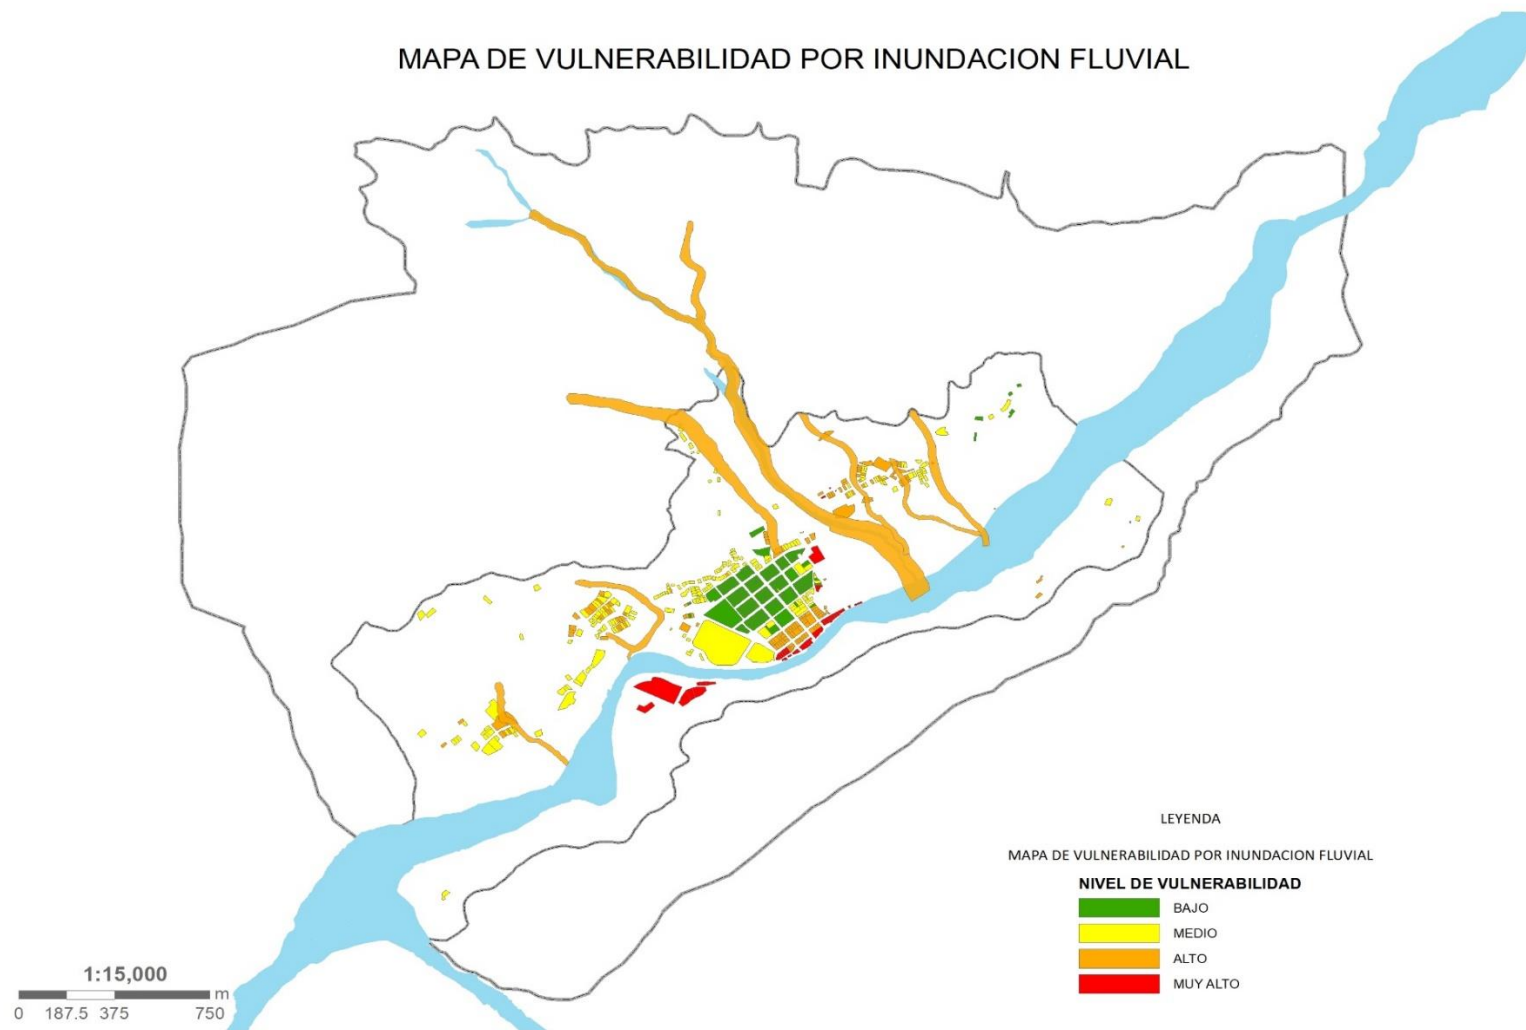 MAPA DE VULNERABILIDAD POR INUNDACION FLUVIAL
LEYENDA
MAPA DE VULNERABILIDAD POR INUNDACION FLUVIAL
NIVEL DE VULNERABILIDAD
BAJO
MEDIO
ALTO
MUY ALTO
1:15,000
m
0 187.5 375 750